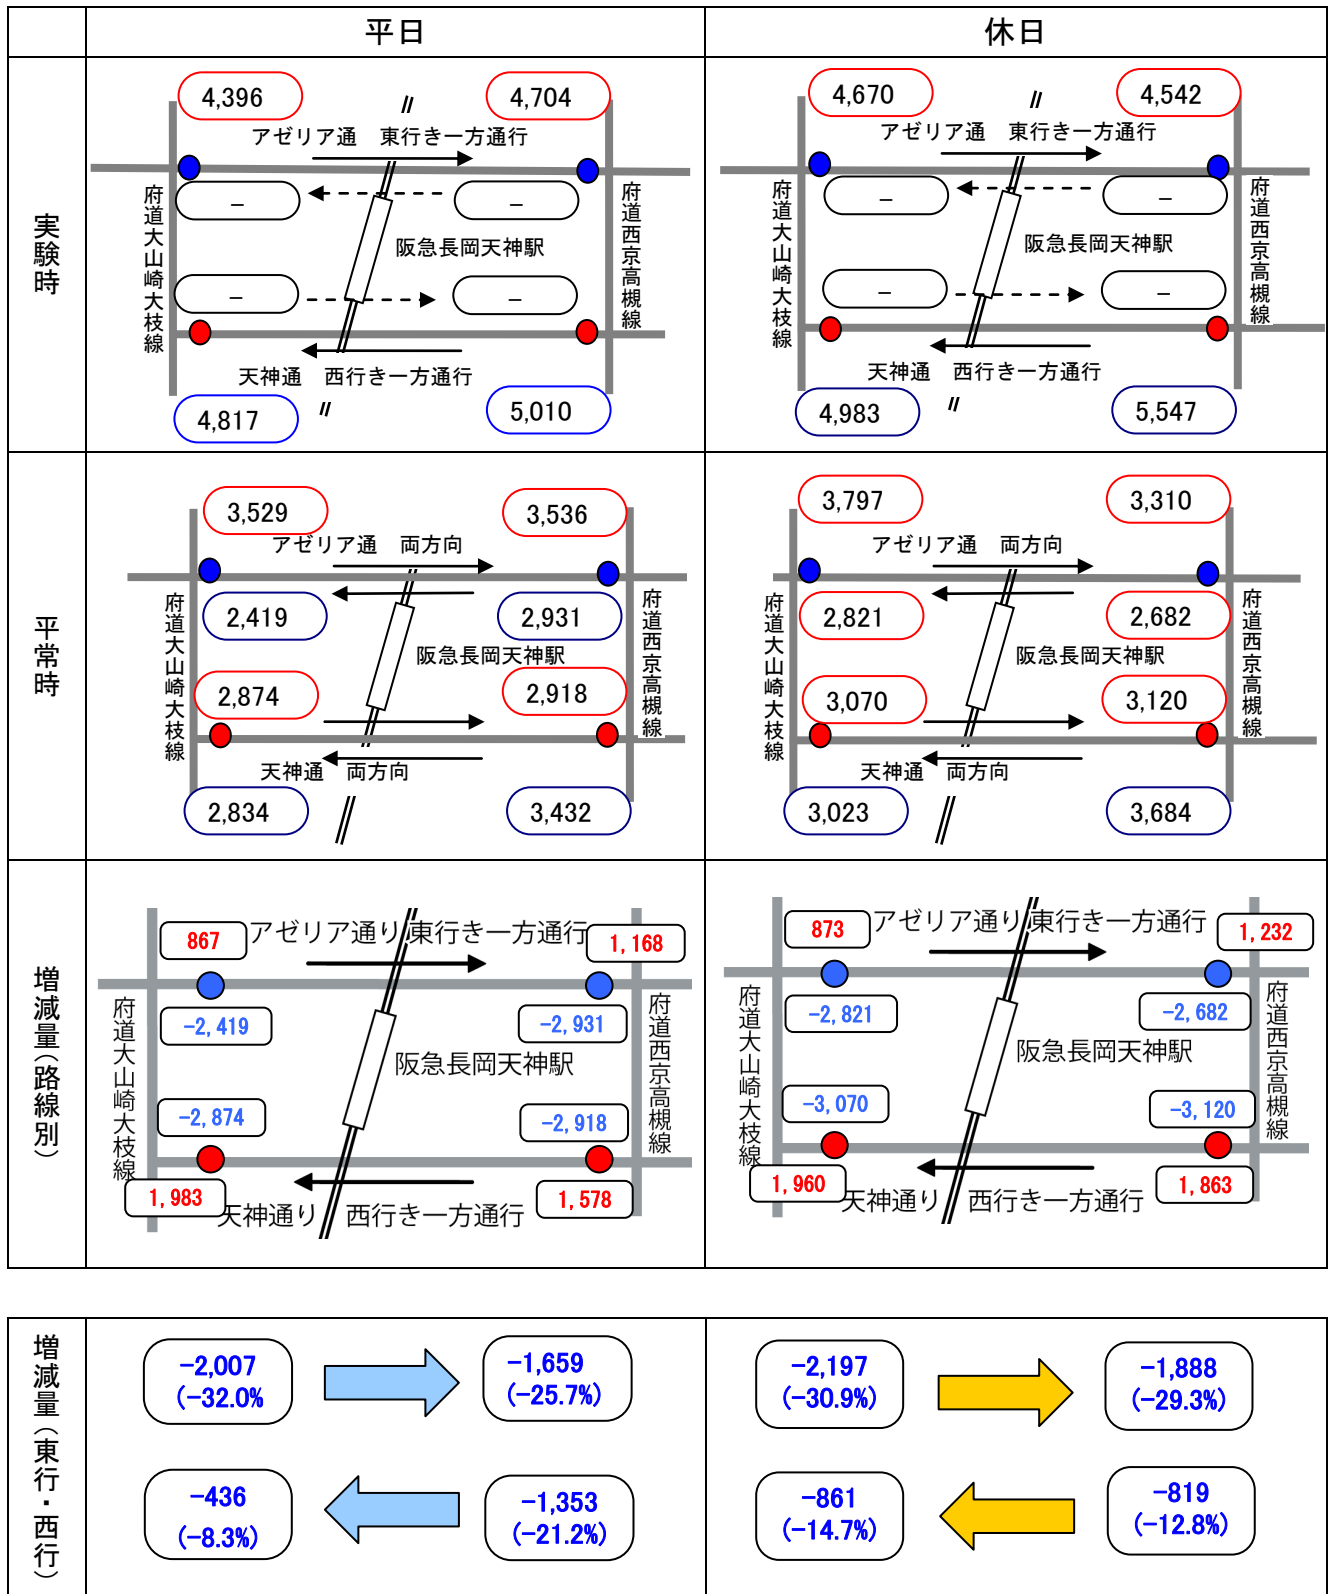 平日
休日
実験時
4,396
4,704
アゼリア通　東行き一方通行
－
－
府道大山崎大枝線
阪急長岡天神駅
府道西京高槻線
－
－
天神通　西行き一方通行
4,817
5,010
4,670
4,542
アゼリア通　東行き一方通行
－
－
府道大山崎大枝線
阪急長岡天神駅
府道西京高槻線
－
－
天神通　西行き一方通行
4,983
5,547
平常時
3,529
3,536
アゼリア通　両方向
2,419
2,931
府道大山崎大枝線
阪急長岡天神駅
府道西京高槻線
2,874
2,918
天神通　両方向
2,834
3,432
3,797
3,310
アゼリア通　両方向
2,821
2,682
府道大山崎大枝線
阪急長岡天神駅
府道西京高槻線
3,070
3,120
天神通　両方向
3,023
3,684
増減量（路線別）
867
アゼリア通り 東行き一方通行
1,168
-2,419
-2,931
府道大山崎大枝線
阪急長岡天神駅
府道西京高槻線
-2,874
-2,918
1,983
1,578
天神通り　西行き一方通行
873
アゼリア通り 東行き一方通行
1,232
-2,821
-2,682
府道大山崎大枝線
阪急長岡天神駅
府道西京高槻線
-3,070
-3,120
1,960
1,863
天神通り　西行き一方通行
増減量（東行・西行）
-2,007
(-32.0%
-1,659
(-25.7%)
-436
(-8.3%)
-1,353
(-21.2%)
-2,197
(-30.9%)
-1,888
(-29.3%)
-861
(-14.7%)
-819
(-12.8%)